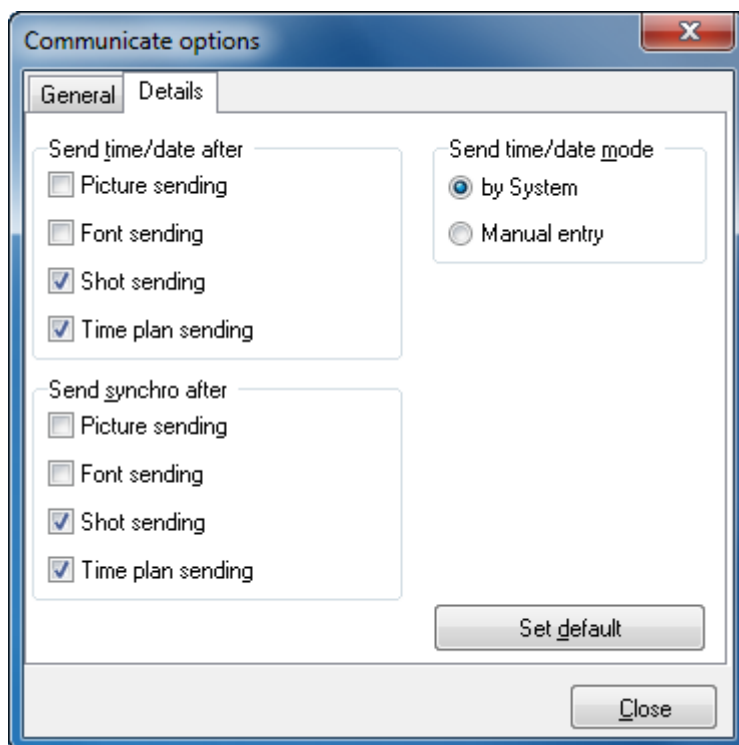 Communicate options
General
Details
Send time/date after
Picture sending
Font sending
Shot sending
Time plan sending
Send synchro after
Picture sending
Font sending
Shot sending
Time plan sending
Send time/date mode
by System
Manual entry
Set default
Close